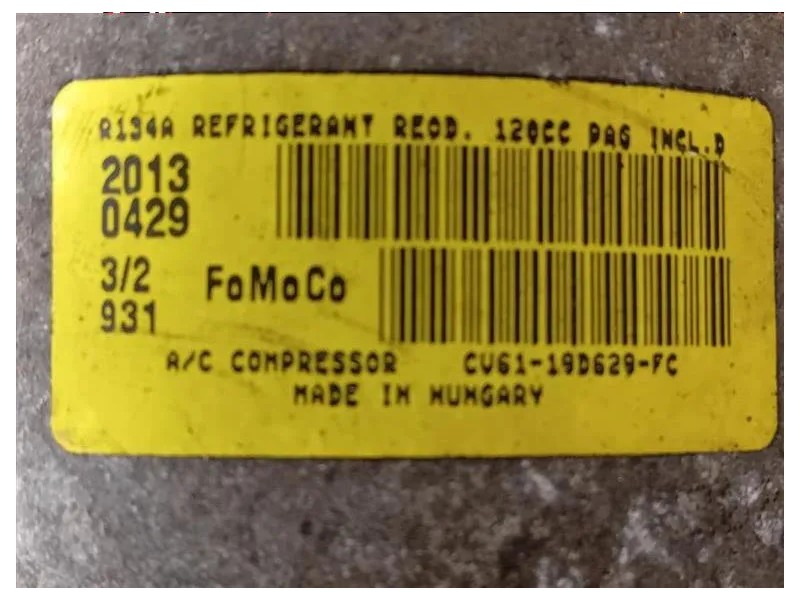 R134A REFRIGERANT REQD. 120CC PAG INCL.D
2013
0429
3/2
931
FoMoCo
A/C COMPRESSOR CV61-19D629-FC
MADE IN HUNGARY